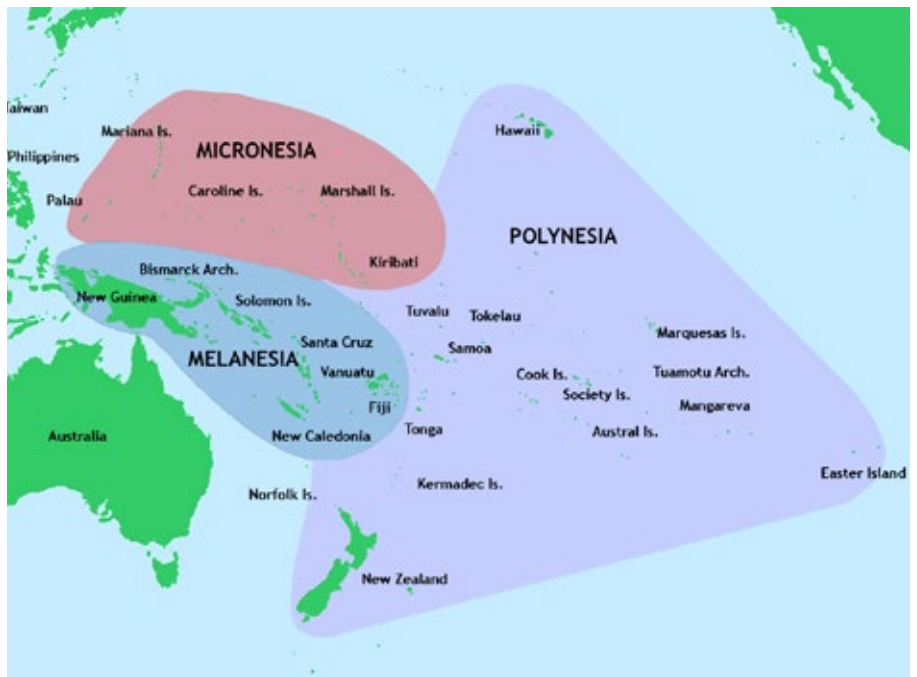 Hawaii
Taiwan
Mariana Is.
MICRONESIA
Philippines
Caroline Is.
Marshall Is.
Palau
POLYNESIA
Kiribati
Bismarck Arch.
New Guinea
Solomon Is.
Tuvalu
Tokelau
Marquesas Is.
Santa Cruz
Samoa
MELANESIA
Vanuatu
Cook Is.
Tuamotu Arch.
Society Is.
Fiji
Mangareva
Australia
New Caledonia
Tonga
Austral Is.
Easter Island
Norfolk Is.
Kermadec Is.
New Zealand